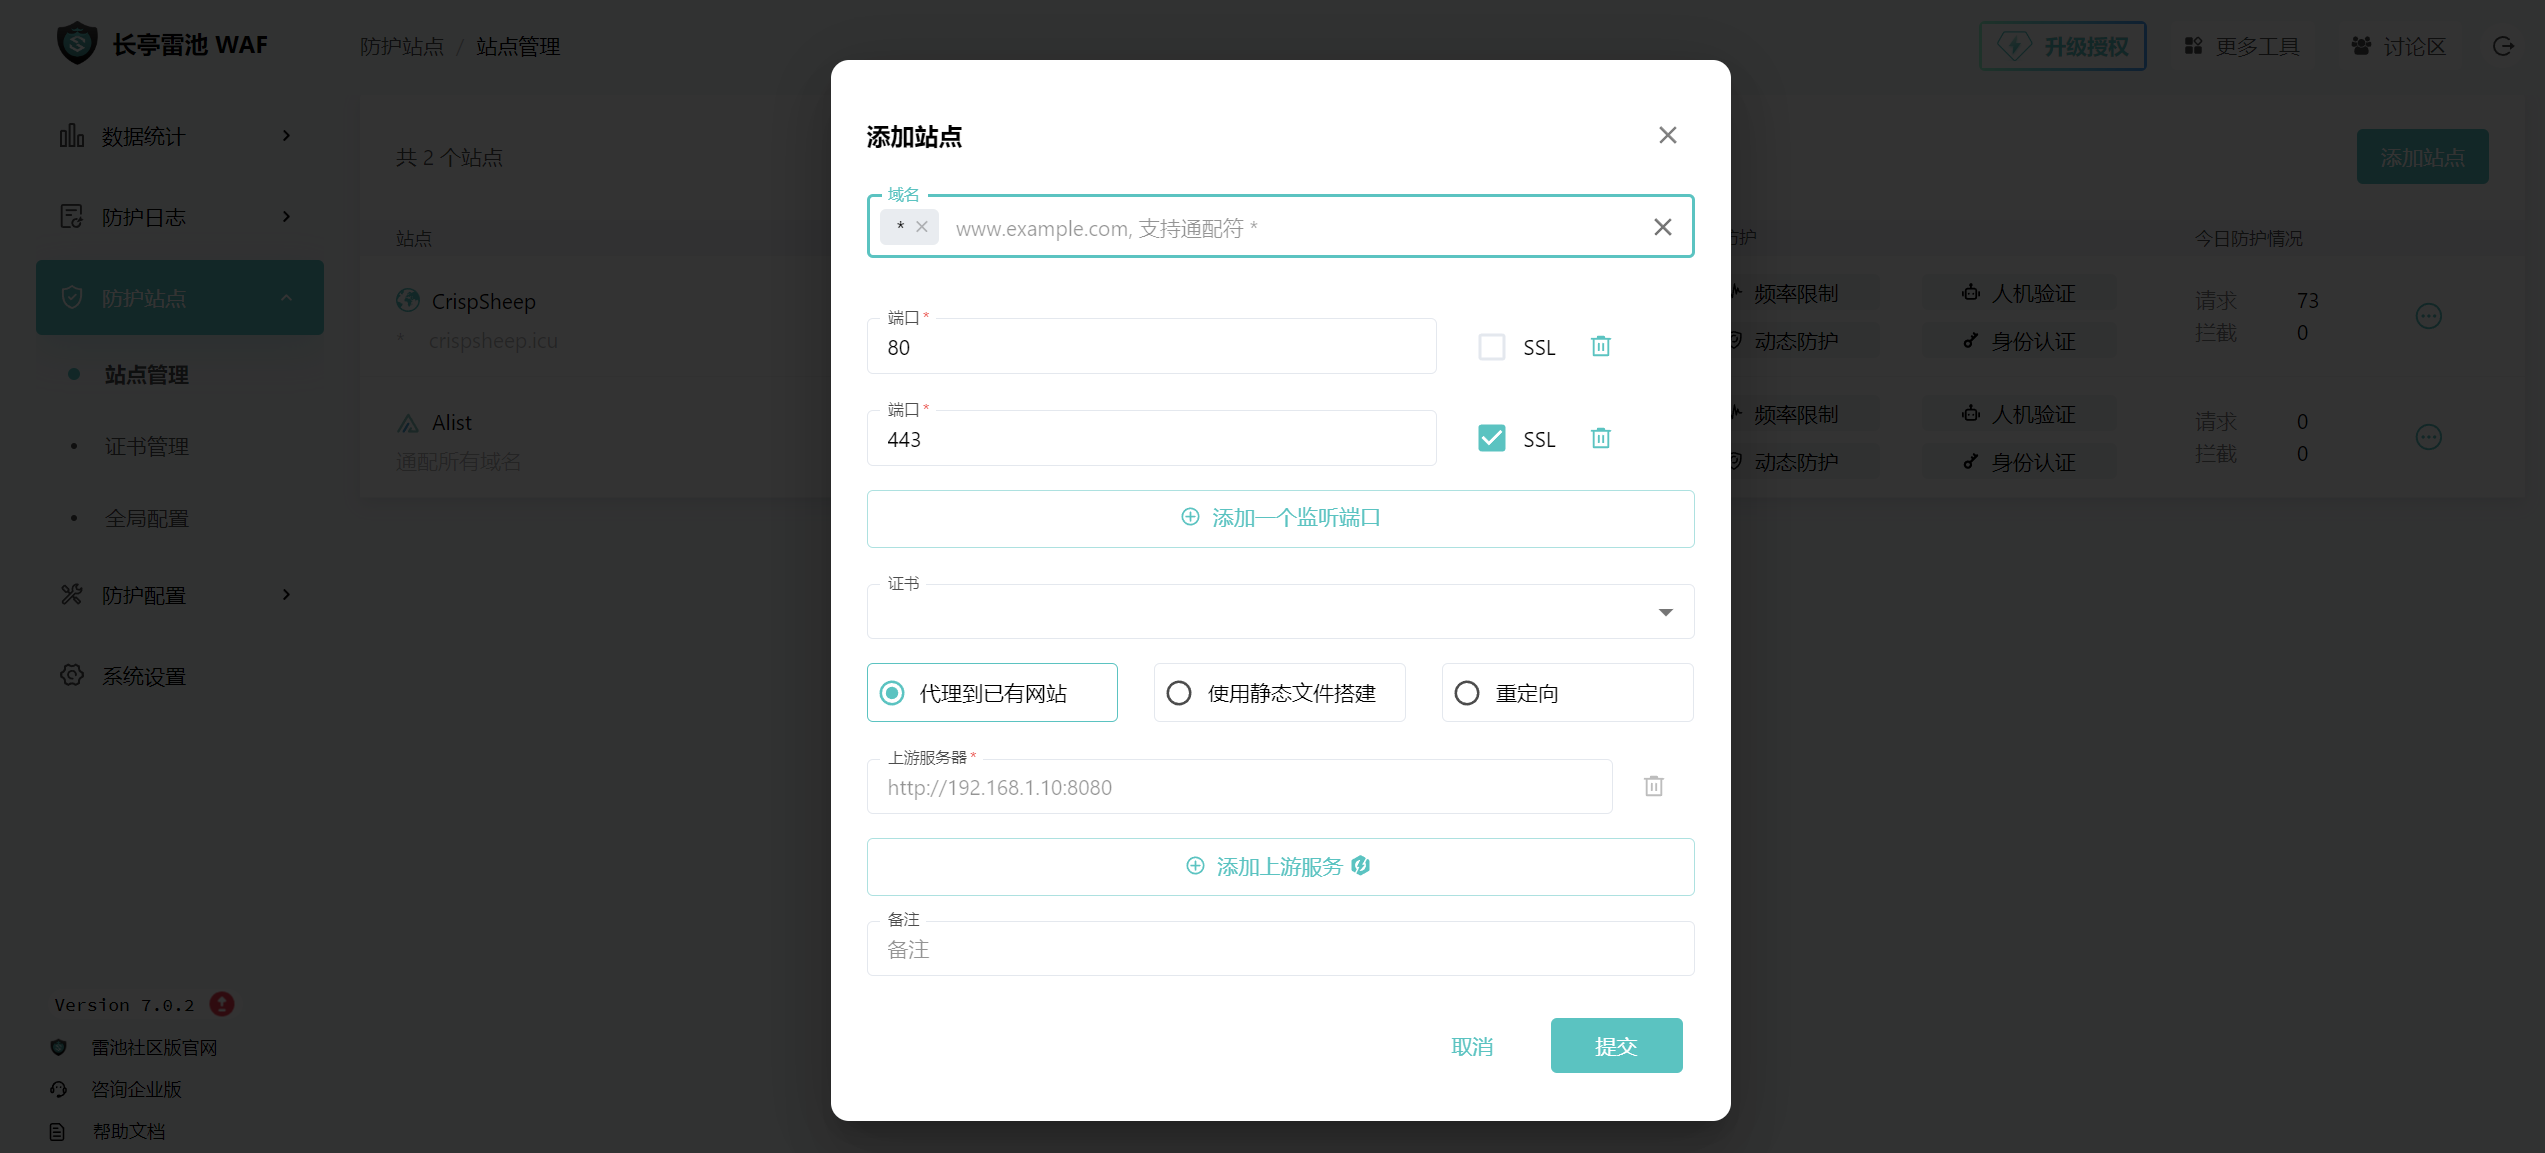 长亭雷池 WAF
防护站点 / 站点管理
升级授权
更多工具
讨论区
数据统计
防护日志
防护站点
站点管理
证书管理
全局配置
防护配置
系统设置
Version 7.0.2
雷池社区版官网
咨询企业版
帮助文档
共 2 个站点
添加站点
站点
防护
今日防护情况
CrispSheep
* crispsheep.icu
频率限制
人机验证
动态防护
身份认证
请求 73
拦截 0
Alist
通配所有域名
频率限制
人机验证
动态防护
身份认证
请求 0
拦截 0
添加站点
域名
* www.example.com, 支持通配符 *
端口 *
80
SSL
端口 *
443
SSL
添加一个监听端口
证书
代理到已有网站
使用静态文件搭建
重定向
上游服务器 *
http://192.168.1.10:8080
添加上游服务
备注
备注
取消
提交